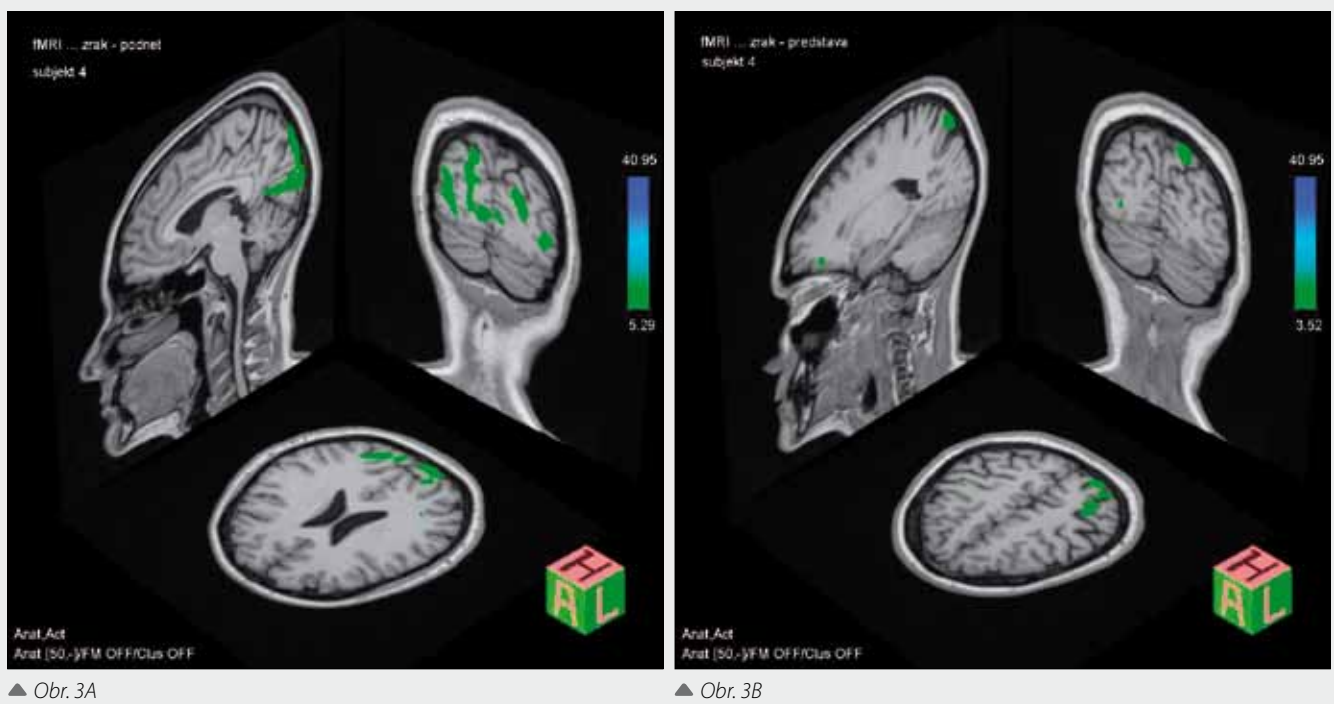 fMRI ... zrak - podnet
subjekt 4
40.95
5.29
H
A L
Anat,Act
Anat [50,-]/FM OFF/Clus OFF
▲ Obr. 3A
fMRI ... zrak - predstava
subjekt 4
40.95
3.52
H
A L
Anat,Act
Anat [50,-]/FM OFF/Clus OFF
▲ Obr. 3B